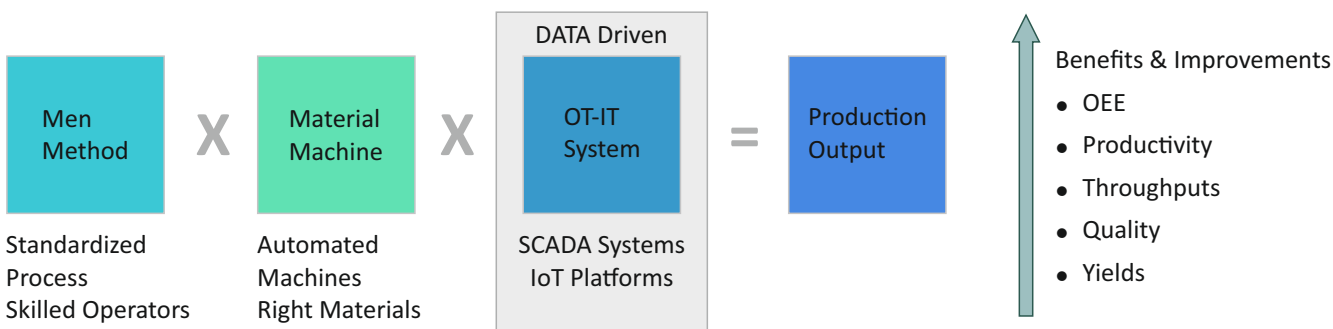 Men
Method
X
Material
Machine
X
DATA Driven
OT-IT
System
=
Production
Output
Standardized
Process
Skilled Operators
Automated
Machines
Right Materials
SCADA Systems
IoT Platforms
Benefits & Improvements
● OEE
● Productivity
● Throughputs
● Quality
● Yields